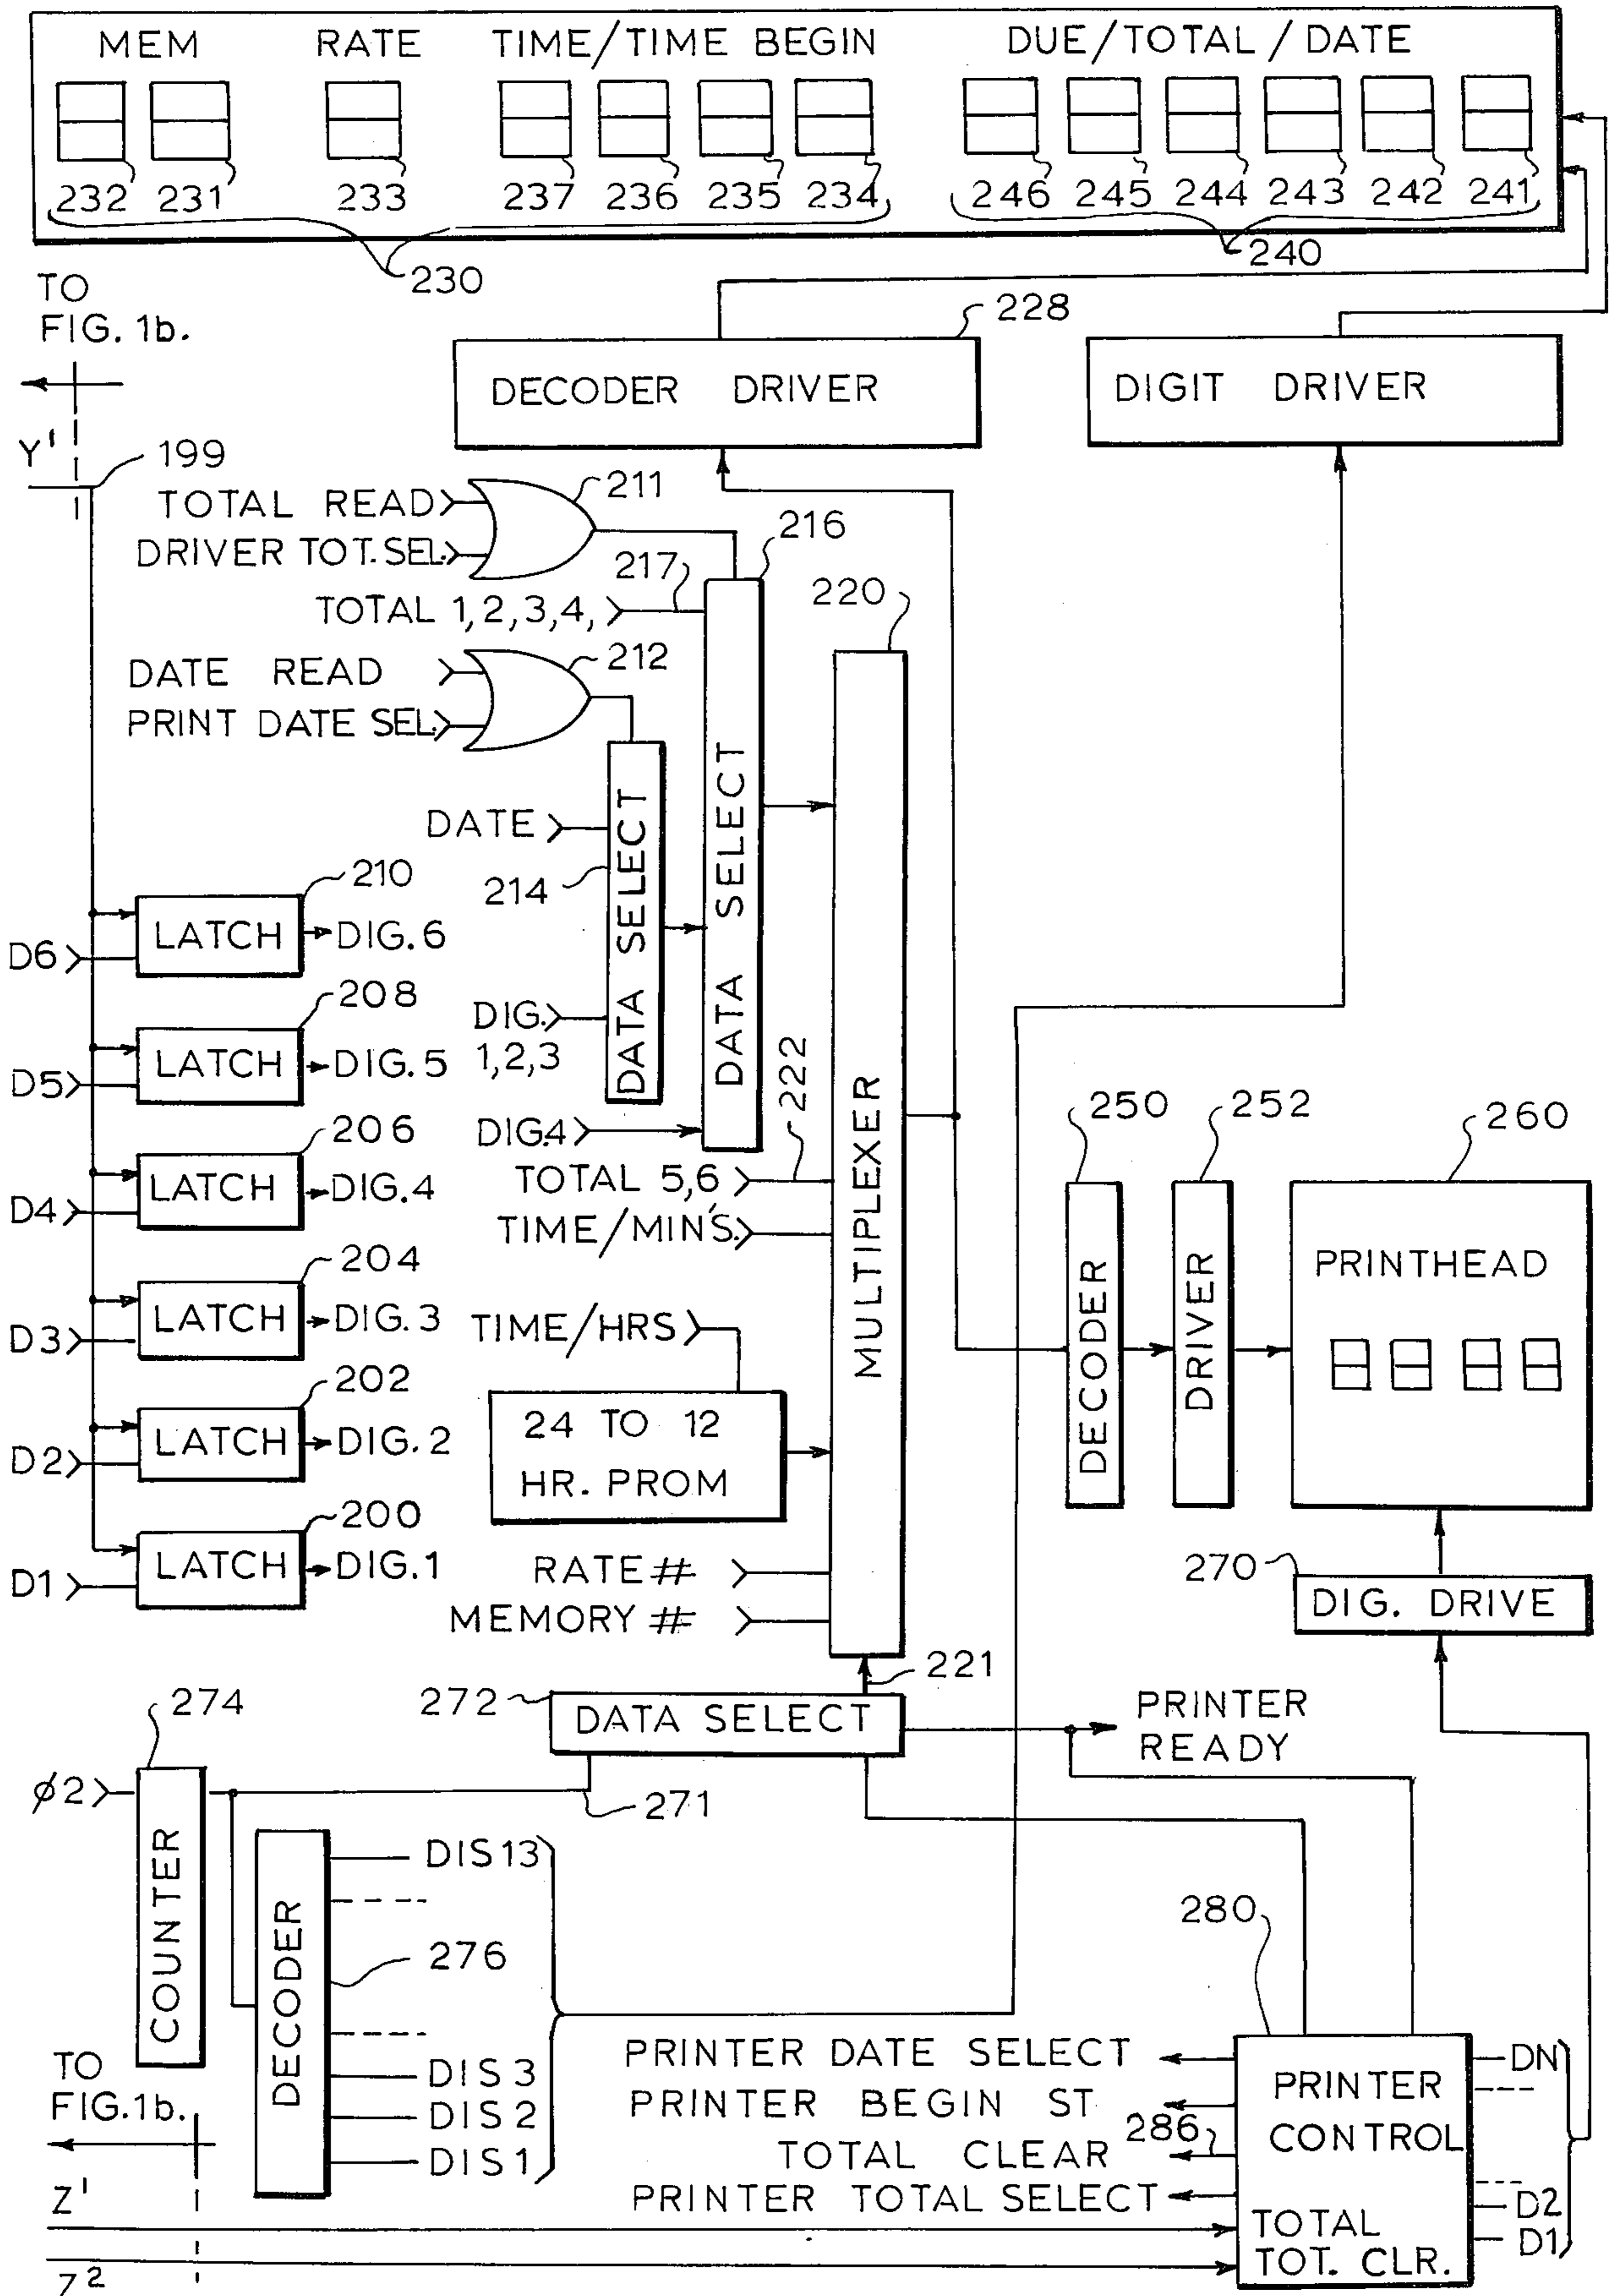 MEM RATE TIME/TIME BEGIN DUE/TOTAL/DATE
232 231 233 237 236 235 234 246 245 244 243 242 241
230 240
TO
FIG. 1b.
228
DECODER DRIVER
DIGIT DRIVER
Y'
199
TOTAL READ
DRIVER TOT. SEL.
211
216
217
TOTAL 1,2,3,4,
220
DATE READ
PRINT DATE SEL.
212
DATE
214
DATA SELECT
DATA SELECT
DIG.
1,2,3
DIG.4
222
TOTAL 5,6
TIME/MIN'S.
MULTIPLEXER
TIME/HRS
24 TO 12
HR. PROM
RATE #
MEMORY #
210
D6 LATCH DIG.6
208
D5 LATCH DIG.5
206
D4 LATCH DIG.4
204
D3 LATCH DIG.3
202
D2 LATCH DIG.2
200
D1 LATCH DIG.1
250
DECODER
252
DRIVER
260
PRINTHEAD
270
DIG. DRIVE
221
272
DATA SELECT
PRINTER
READY
274
ϕ2
COUNTER
271
DECODER
276
DIS 13
DIS 3
DIS 2
DIS 1
TO
FIG.1b.
Z'
Z²
280
PRINTER DATE SELECT
PRINTER BEGIN ST
286
TOTAL CLEAR
PRINTER TOTAL SELECT
PRINTER
CONTROL
TOTAL
TOT. CLR.
DN
D2
D1